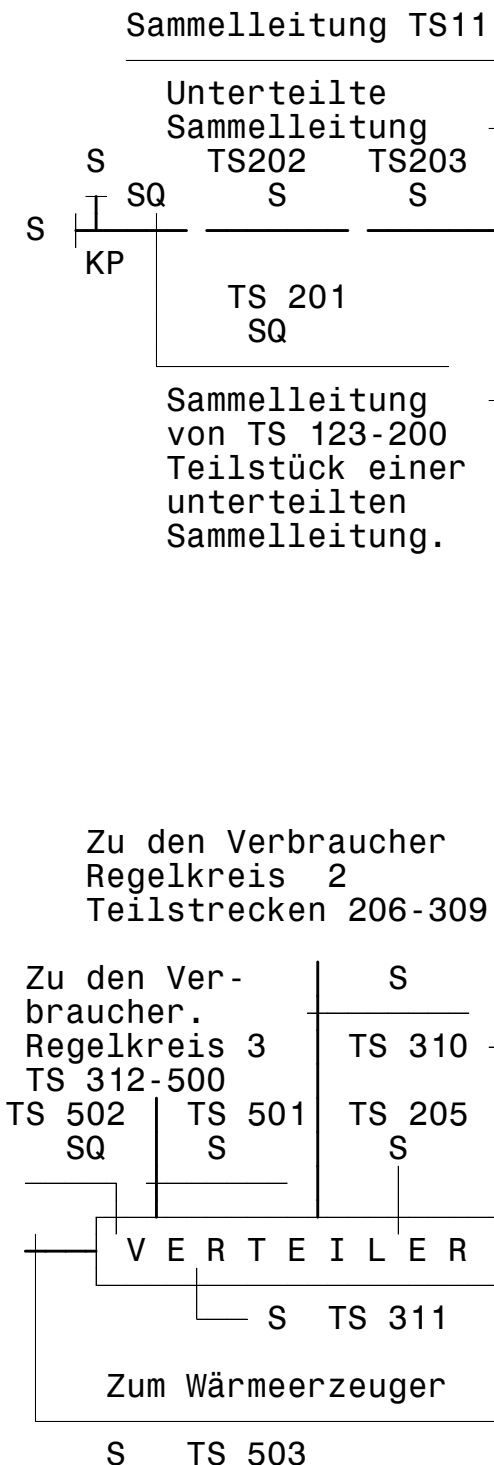 Sammelleitung TS11
Unterteilte
Sammelleitung
S TS202 TS203
SQ S S
S
KP
TS 201
SQ
Sammelleitung
von TS 123-200
Teilstück einer
unterteilten
Sammelleitung.
Zu den Verbraucher
Regelkreis 2
Teilstrecken 206-309
Zu den Ver- S
braucher.
Regelkreis 3 TS 310
TS 312-500
TS 502 TS 501 TS 205
SQ S S
V E R T E I L E R
S TS 311
Zum Wärmeerzeuger
S TS 503